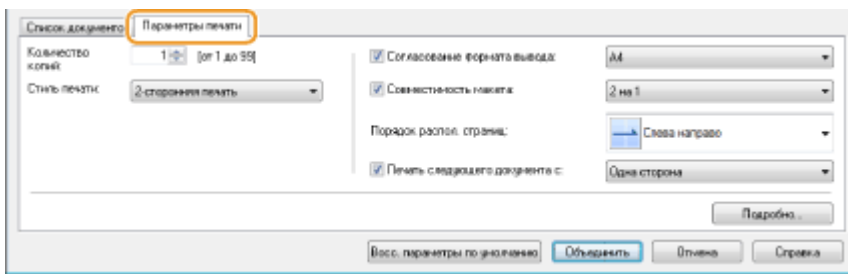 Список документо
Параметры печати
Количество копий:
1
[от 1 до 99]
Стиль печати:
2-сторонняя печать
Согласование формата вывода:
A4
Совместимость макета:
2 на 1
Порядок распол. страниц:
Слева направо
Печать следующего документа с:
Одна сторона
Подробно...
Восс. параметры по умолчанию
Объединить
Отмена
Справка